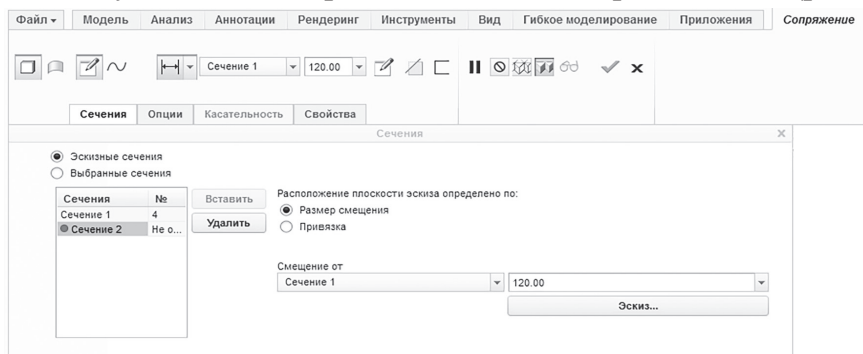 Файл Модель Анализ Аннотации Рендеринг Инструменты Вид Гибкое моделирование Приложения Сопряжение
Сечение 1 120.00
Сечения Опции Касательность Свойства
Сечения
Эскизные сечения
Выбранные сечения
Сечения № Вставить Расположение плоскости эскиза определено по:
Сечение 1 4 Размер смещения
Сечение 2 Не о... Удалить Привязка
Смещение от
Сечение 1 120.00
Эскиз...